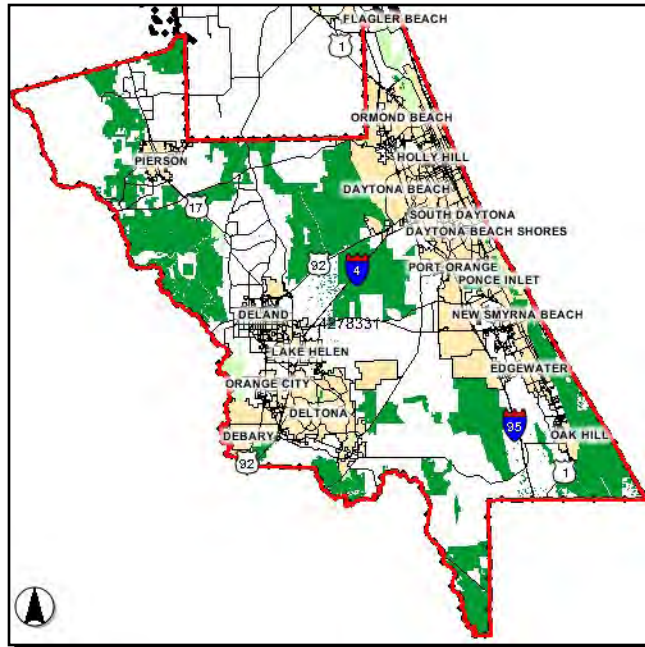 FLAGLER BEACH
1
ORMOND BEACH
HOLLY HILL
PIERSON
DAYTONA BEACH
17
SOUTH DAYTONA
DAYTONA BEACH SHORES
92
4
PORT ORANGE
PONCE INLET
DELAND
NEW SMYRNA BEACH
4278331
LAKE HELEN
EDGEWATER
ORANGE CITY
DELTONA
95
DEBARY
OAK HILL
92
1